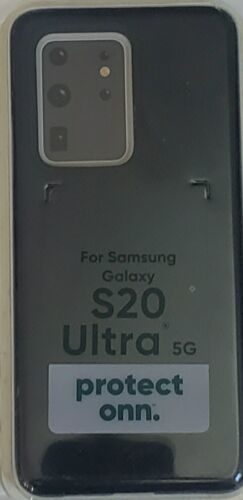 For Samsung
Galaxy
S20
Ultra® 5G
protect
onn.